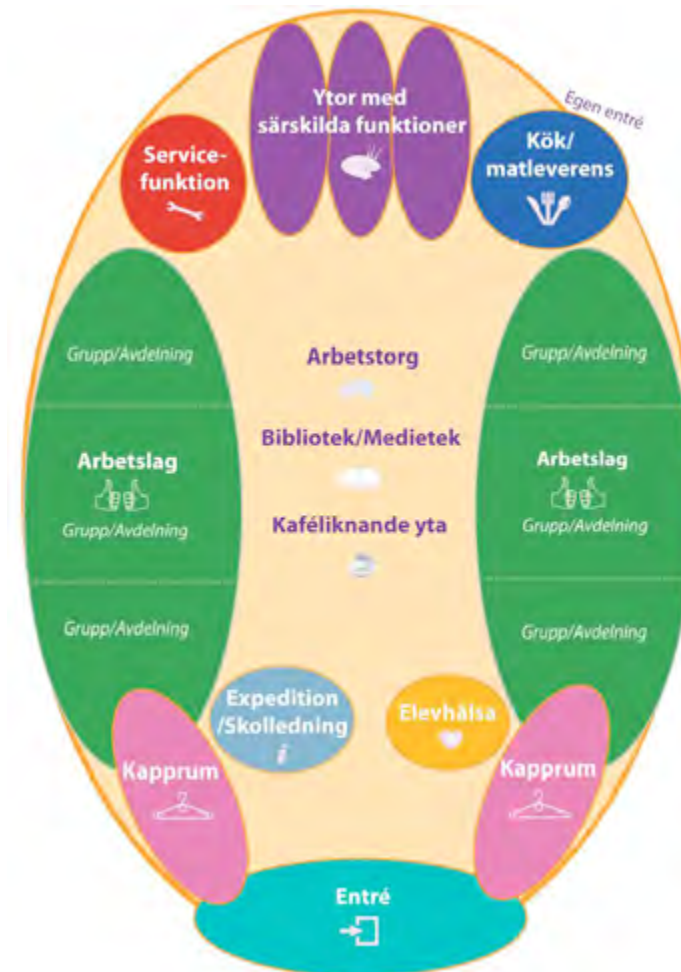 Ytor med
särskilda funktioner
Egen entré
Service-
funktion
Kök/
matleverens
Grupp/Avdelning
Arbetstorg
Grupp/Avdelning
Bibliotek/Medietek
Arbetslag
Arbetslag
Grupp/Avdelning
Kaféliknande yta
Grupp/Avdelning
Grupp/Avdelning
Grupp/Avdelning
Expedition
/Skolledning
Elevhälsa
Kapprum
Kapprum
Entré